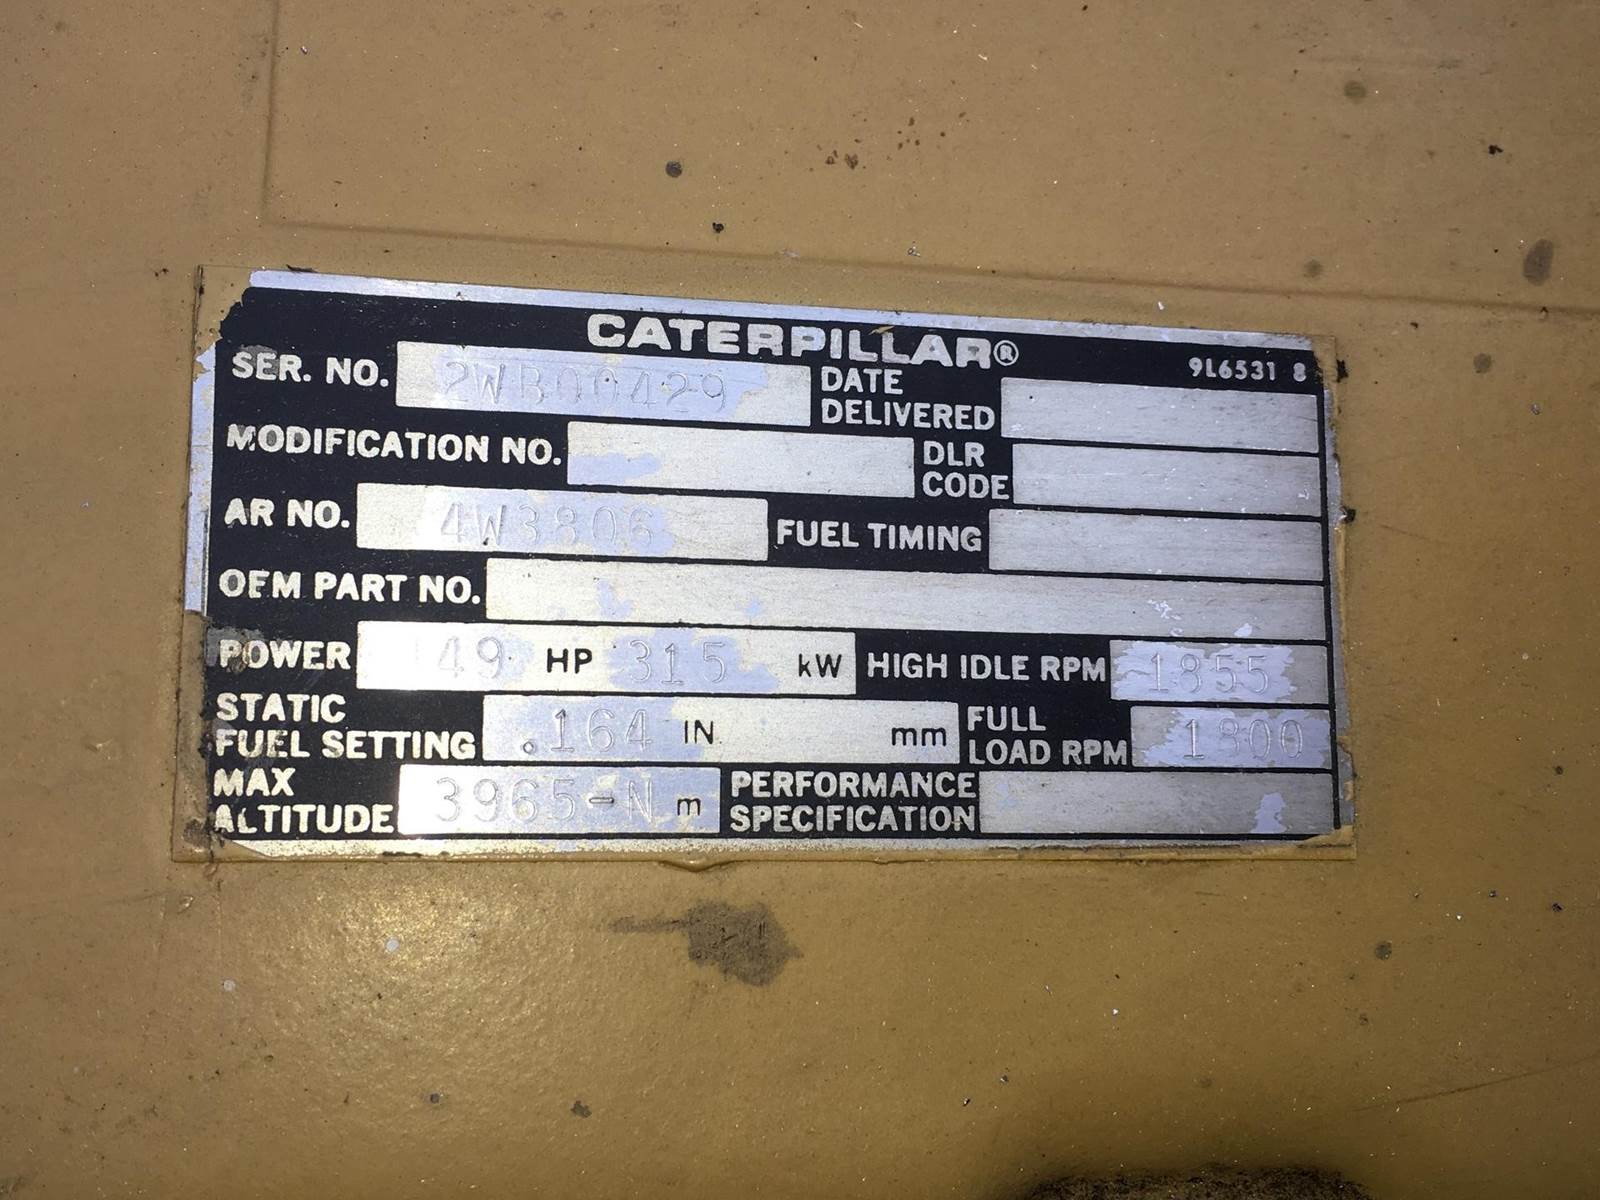 CATERPILLAR®
9L6531 8
SER. NO. 2WB00429 DATE DELIVERED
MODIFICATION NO. DLR CODE
AR NO. 4W3806 FUEL TIMING
OEM PART NO.
POWER 49 HP 315 kW HIGH IDLE RPM 1855
STATIC FUEL SETTING .164 IN mm FULL LOAD RPM 1800
MAX ALTITUDE 3965-N m PERFORMANCE SPECIFICATION